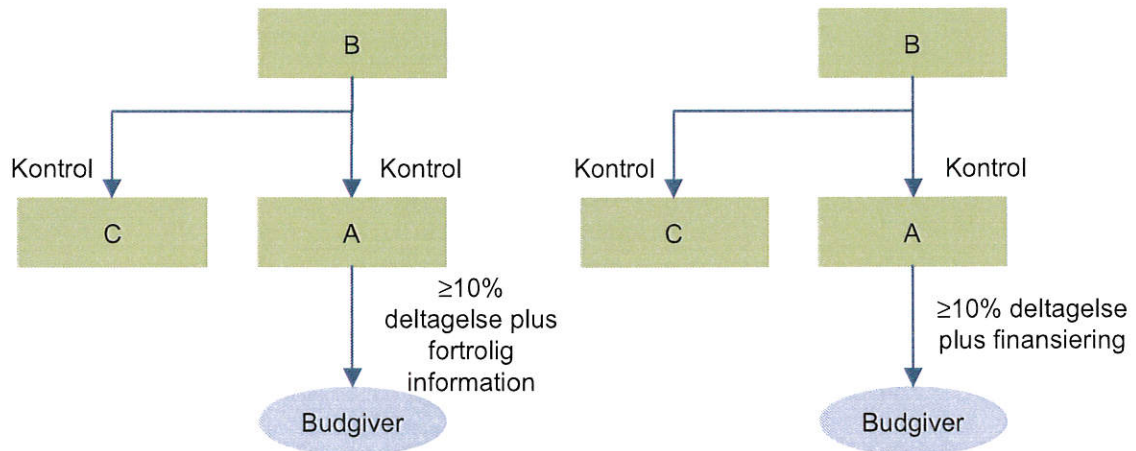 B
Kontrol
Kontrol
C
A
≥10%
deltagelse plus
fortrolig
information
Budgiver
B
Kontrol
Kontrol
C
A
≥10% deltagelse
plus finansiering
Budgiver